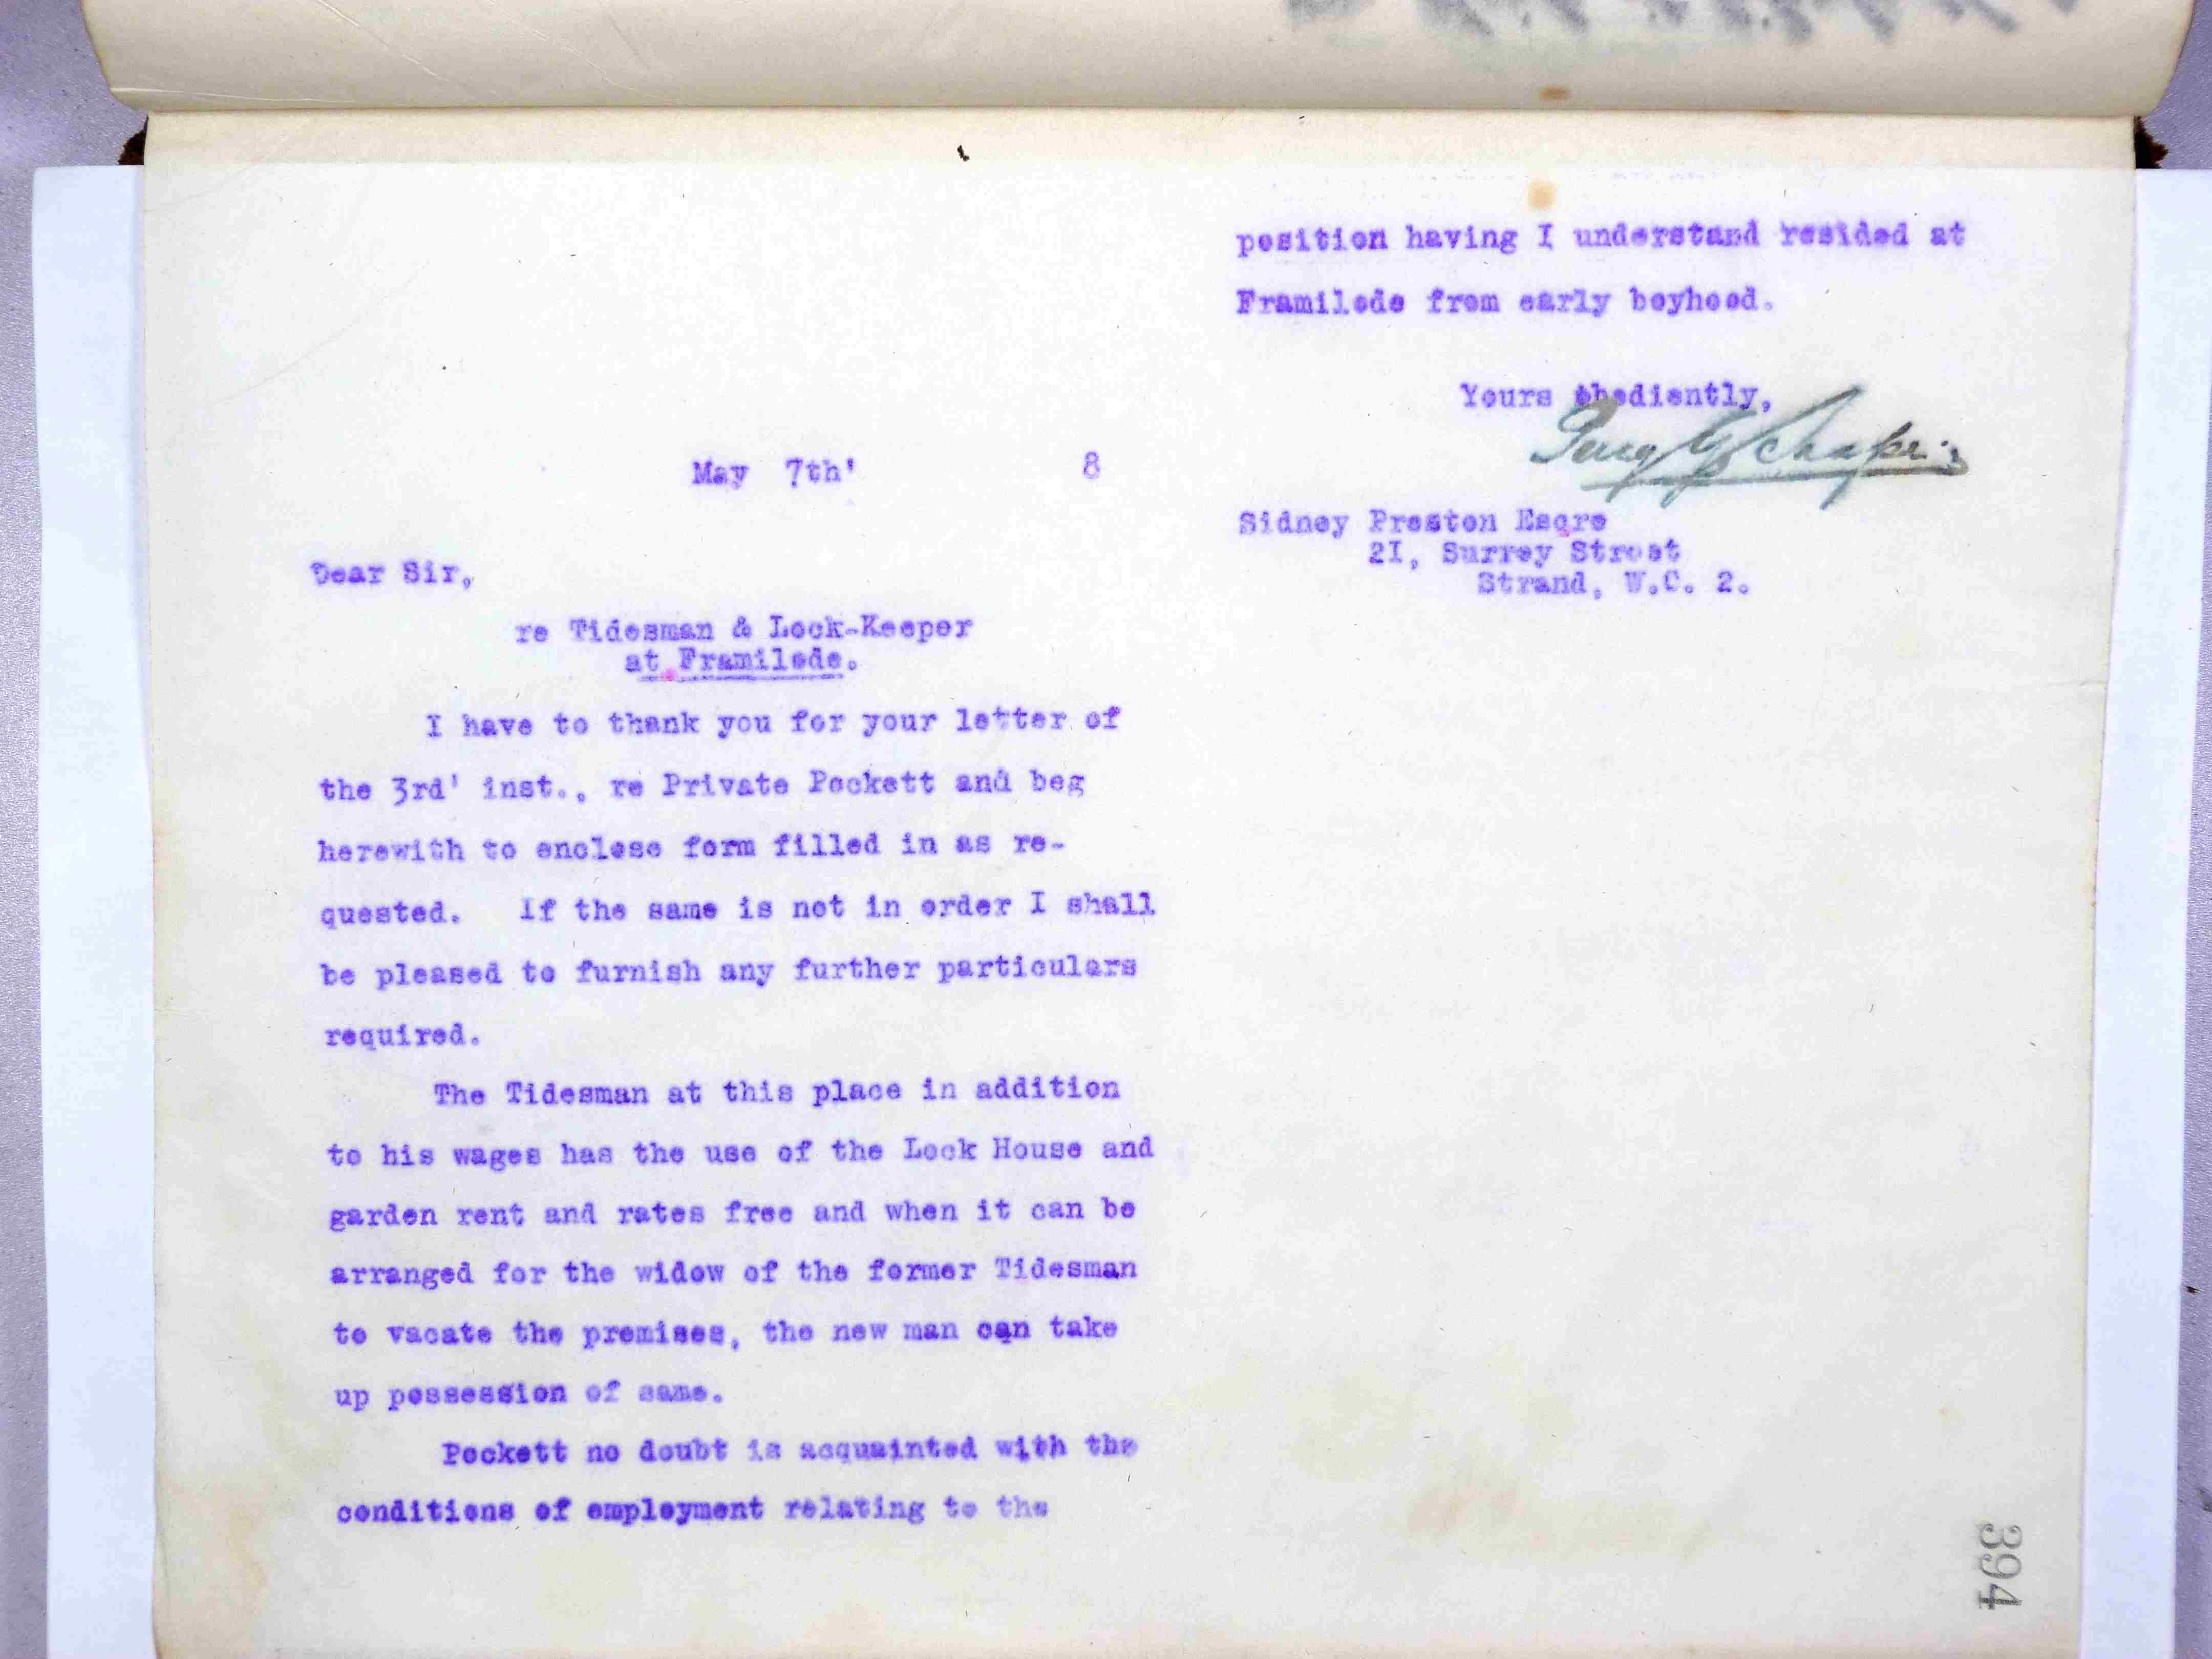 May 7th' 8
Dear Sir,
re Tidesman & Lock-Keeper
at Framilode.
I have to thank you for your letter of
the 3rd' inst., re Private Pockett and beg
herewith to enclose form filled in as re-
quested. If the same is not in order I shall
be pleased to furnish any further particulars
required.
The Tidesman at this place in addition
to his wages has the use of the Lock House and
garden rent and rates free and when it can be
arranged for the widow of the former Tidesman
to vacate the premises, the new man can take
up possession of same.
Pockett no doubt is acquainted with the
conditions of employment relating to the
position having I understand resided at
Framilode from early boyhood.
Yours obediently,
Sidney Preston Esqre
21, Surrey Street
Strand, W.C. 2.
394